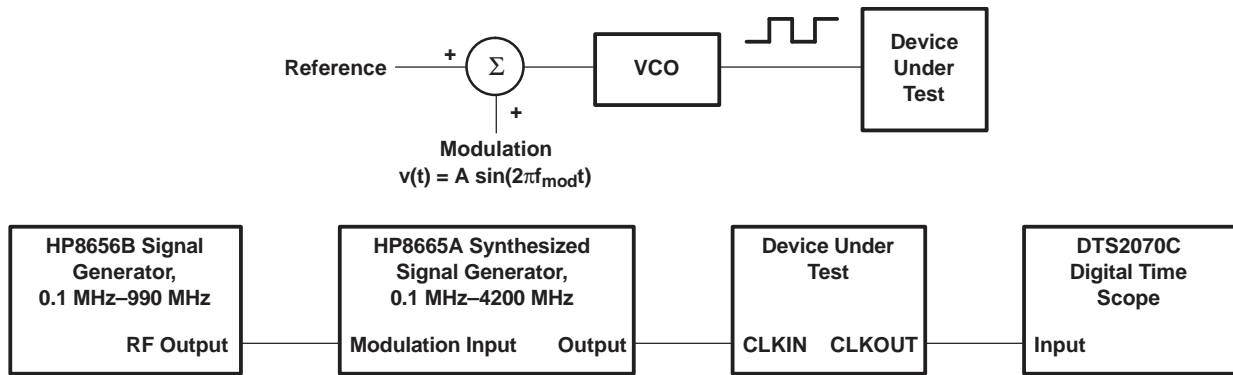 Reference
+
Σ
+
VCO
Device
Under
Test
Modulation
v(t) = A sin(2πf_mod t)
HP8656B Signal
Generator,
0.1 MHz–990 MHz
RF Output
HP8665A Synthesized
Signal Generator,
0.1 MHz–4200 MHz
Modulation Input
Output
Device Under
Test
CLKIN
CLKOUT
DTS2070C
Digital Time
Scope
Input